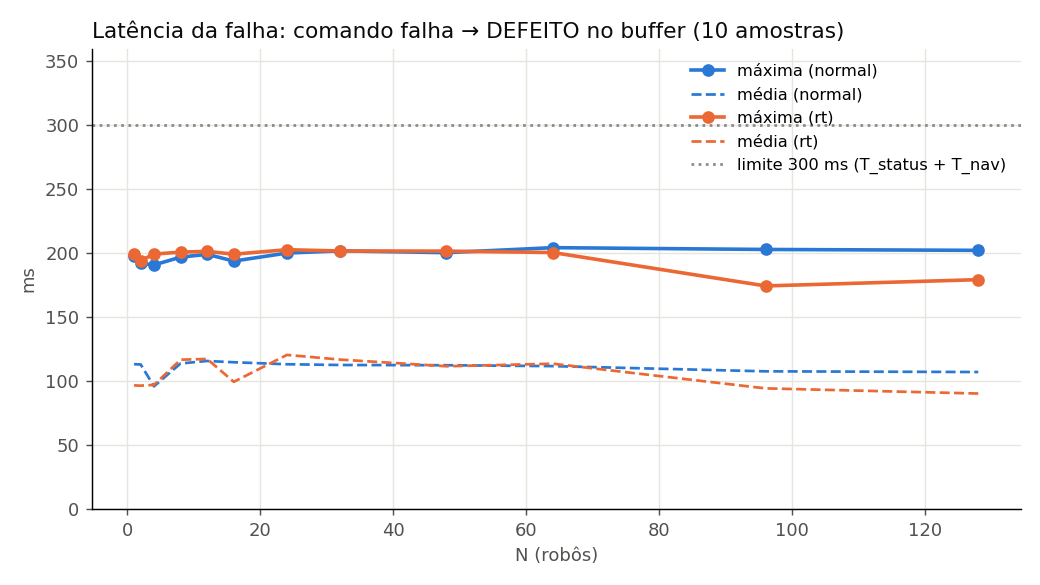 Latência da falha: comando falha → DEFEITO no buffer (10 amostras)
350
300
250
200
150
100
50
0
ms
máxima (normal)
média (normal)
máxima (rt)
média (rt)
limite 300 ms (T_status + T_nav)
0 20 40 60 80 100 120
N (robôs)